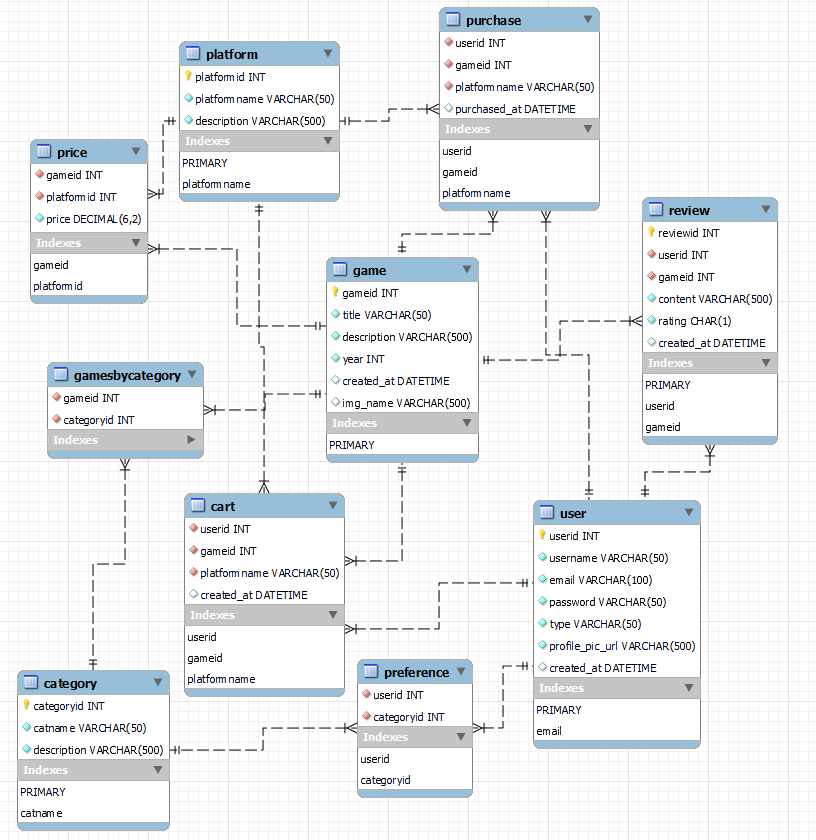 purchase
userid INT
gameid INT
platformname VARCHAR(50)
purchased_at DATETIME
Indexes
userid
gameid
platformname
platform
platformid INT
platformname VARCHAR(50)
description VARCHAR(500)
Indexes
PRIMARY
platformname
price
gameid INT
platformid INT
price DECIMAL(6,2)
Indexes
gameid
platformid
review
reviewid INT
userid INT
gameid INT
content VARCHAR(500)
rating CHAR(1)
created_at DATETIME
Indexes
PRIMARY
userid
gameid
game
gameid INT
title VARCHAR(50)
description VARCHAR(500)
year INT
created_at DATETIME
img_name VARCHAR(500)
Indexes
PRIMARY
gamesbycategory
gameid INT
categoryid INT
Indexes
cart
userid INT
gameid INT
platformname VARCHAR(50)
created_at DATETIME
Indexes
userid
gameid
platformname
user
userid INT
username VARCHAR(50)
email VARCHAR(100)
password VARCHAR(50)
type VARCHAR(50)
profile_pic_url VARCHAR(500)
created_at DATETIME
Indexes
PRIMARY
email
category
categoryid INT
catname VARCHAR(50)
description VARCHAR(500)
Indexes
PRIMARY
catname
preference
userid INT
categoryid INT
Indexes
userid
categoryid